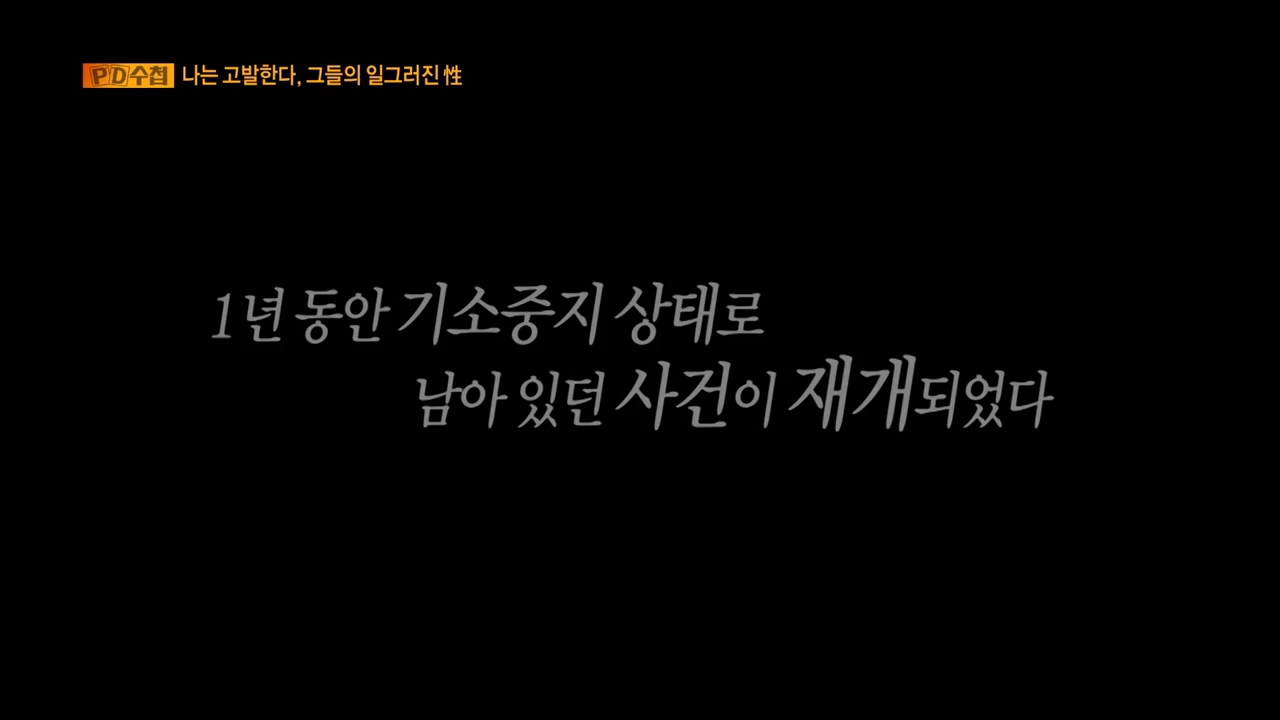 PD수첩 나는 고발한다, 그들의 일그러진 性
1년 동안 기소중지 상태로
남아 있던 사건이 재개되었다